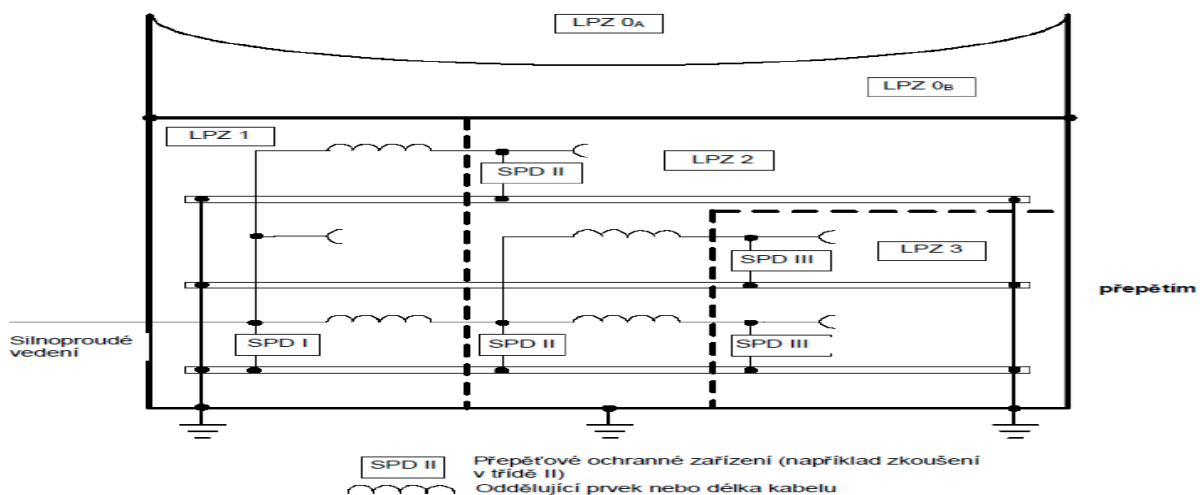 LPZ 0A
LPZ 0B
LPZ 1
SPD II
LPZ 2
SPD III
LPZ 3
přepětím
Silnoproudé
vedení
SPD I
SPD II
SPD III
SPD II
Přepěťové ochranné zařízení (například zkoušení
v třídě II)
Oddělující prvek nebo délka kabelu